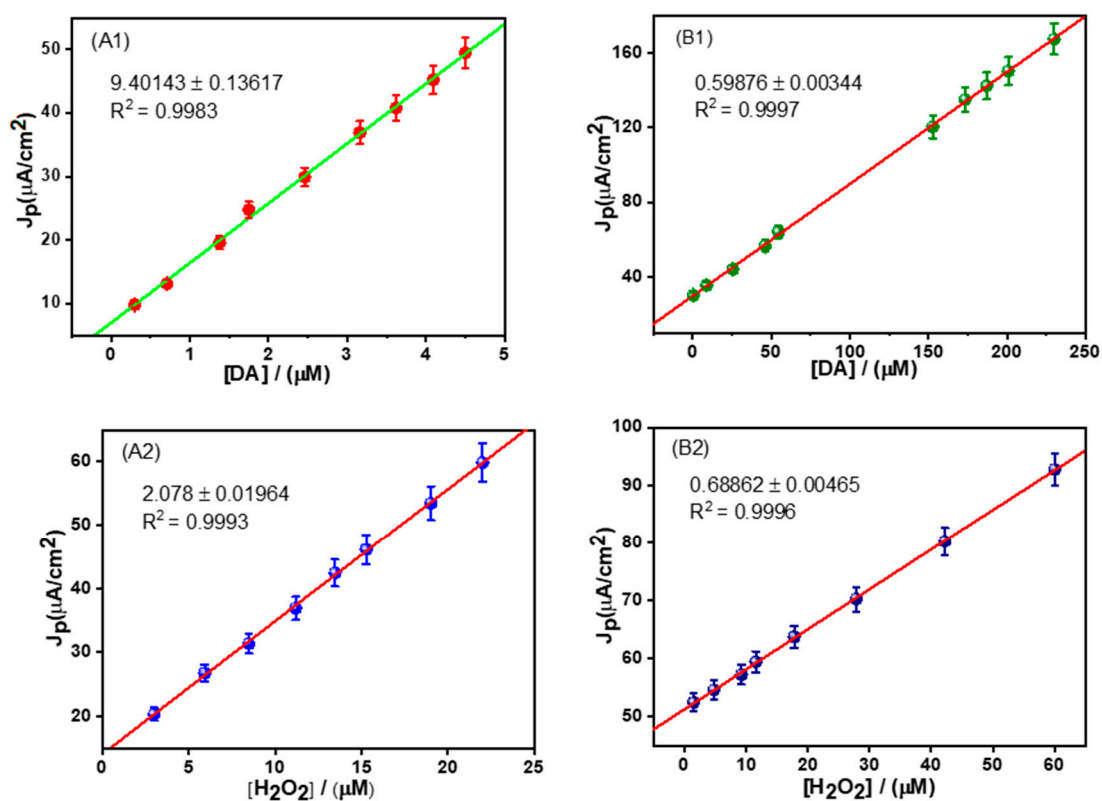 (A1)
9.40143 ± 0.13617
R² = 0.9983
Jp(μA/cm²)
50
40
30
20
10
0 1 2 3 4 5
[DA] / (μM)
(B1)
0.59876 ± 0.00344
R² = 0.9997
Jp(μA/cm²)
160
120
80
40
0 50 100 150 200 250
[DA] / (μM)
(A2)
2.078 ± 0.01964
R² = 0.9993
Jp(μA/cm²)
60
50
40
30
20
0 5 10 15 20 25
[H₂O₂] / (μM)
(B2)
0.68862 ± 0.00465
R² = 0.9996
Jp(μA/cm²)
100
90
80
70
60
50
0 10 20 30 40 50 60
[H₂O₂] / (μM)